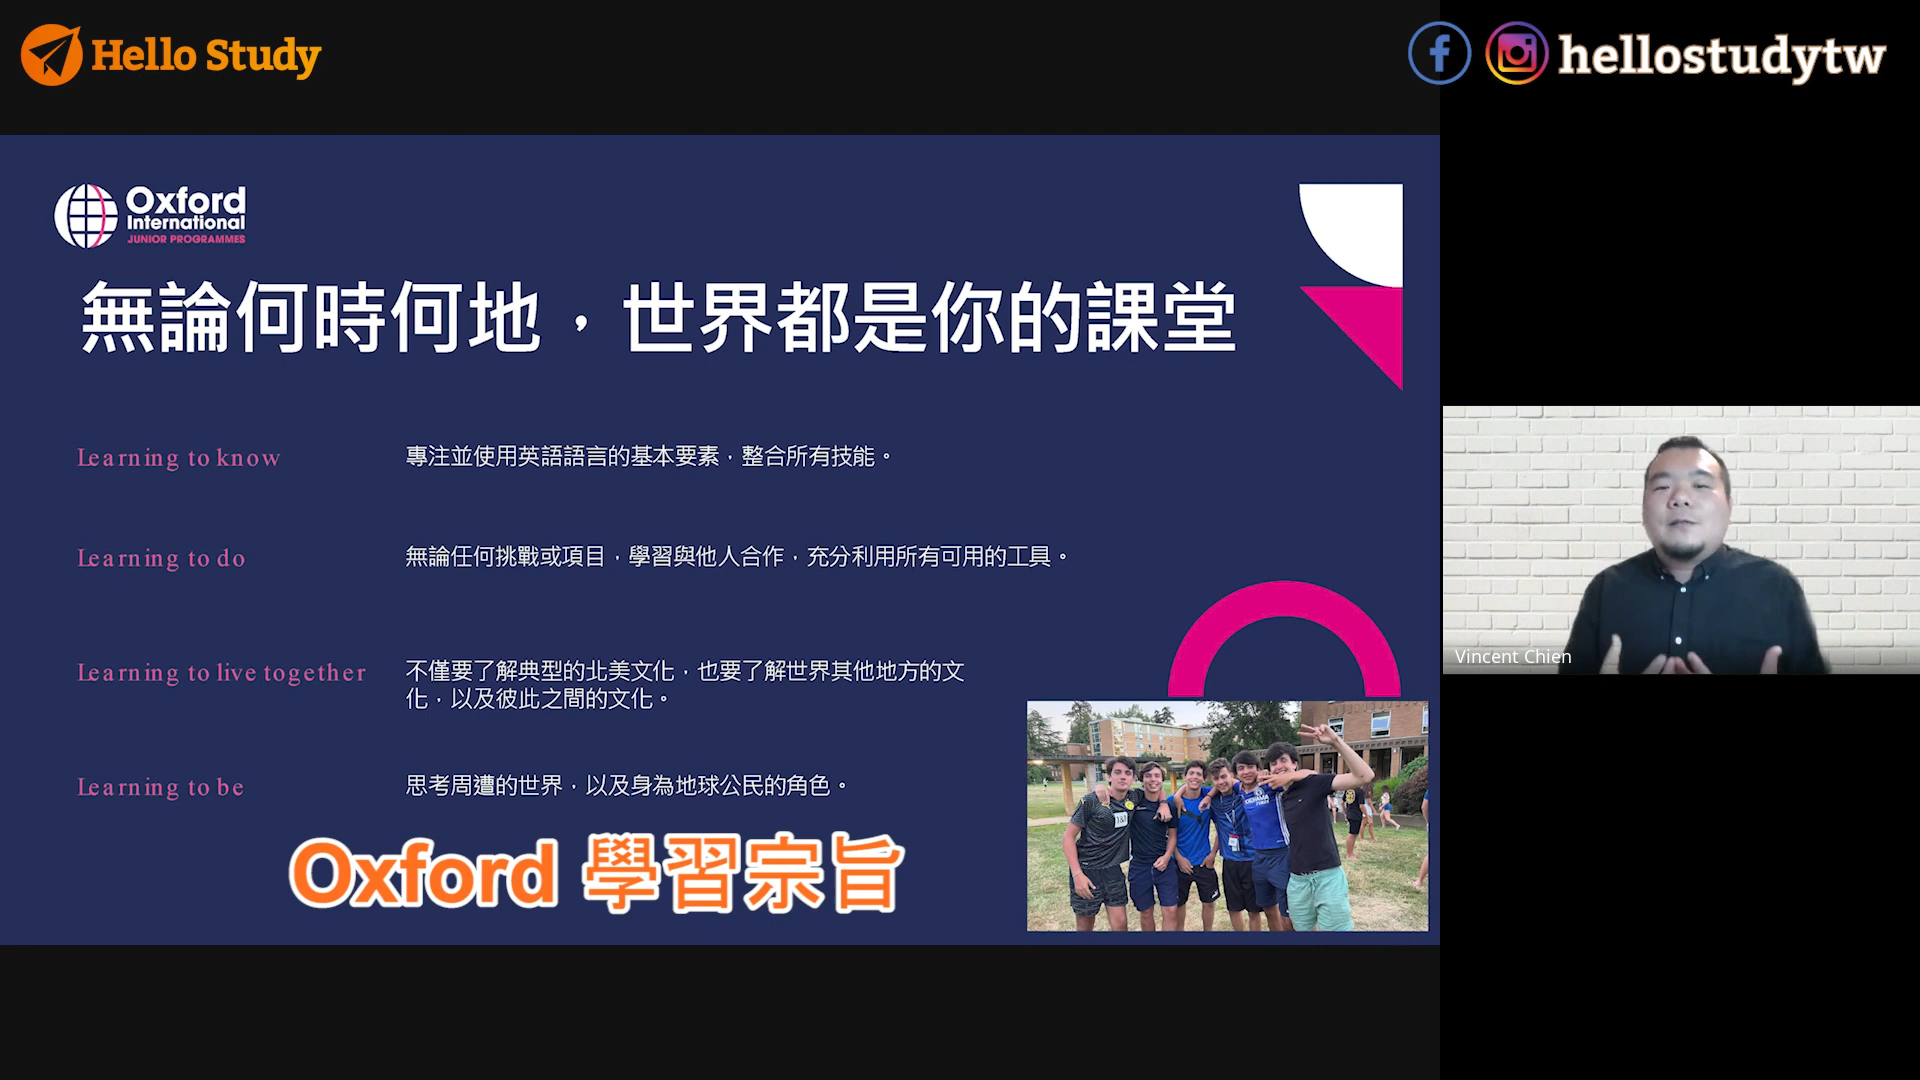 Hello Study
hellostudytw
Oxford
International
JUNIOR PROGRAMMES
無論何時何地，世界都是你的課堂
Learning to know
專注並使用英語語言的基本要素，整合所有技能。
Learning to do
無論任何挑戰或項目，學習與他人合作，充分利用所有可用的工具。
Learning to live together
不僅要了解典型的北美文化，也要了解世界其他地方的文
化，以及彼此之間的文化。
Learning to be
思考周遭的世界，以及身為地球公民的角色。
Oxford 學習宗旨
Vincent Chien